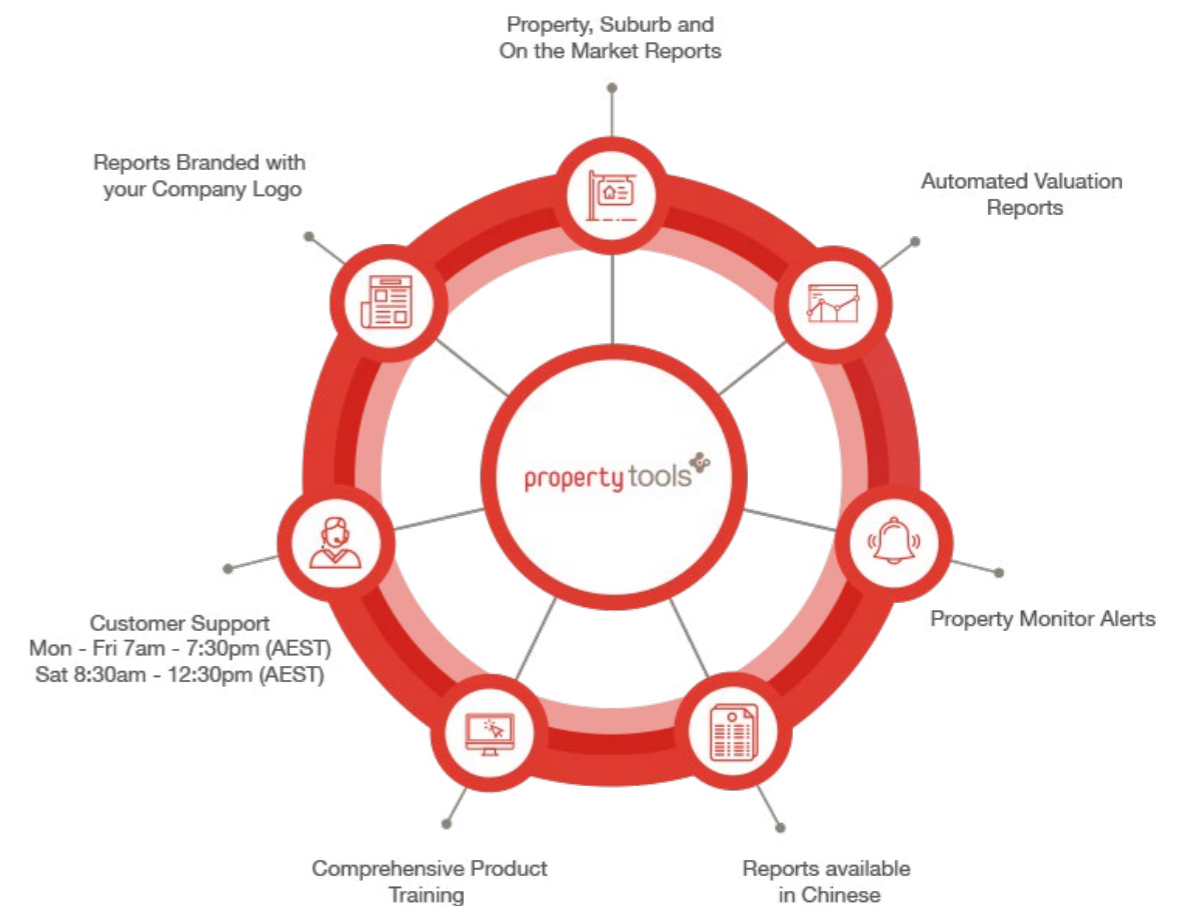 Property, Suburb and
On the Market Reports
Reports Branded with
your Company Logo
Automated Valuation
Reports
propertytools
Customer Support
Mon - Fri 7am - 7:30pm (AEST)
Sat 8:30am - 12:30pm (AEST)
Property Monitor Alerts
Comprehensive Product
Training
Reports available
in Chinese